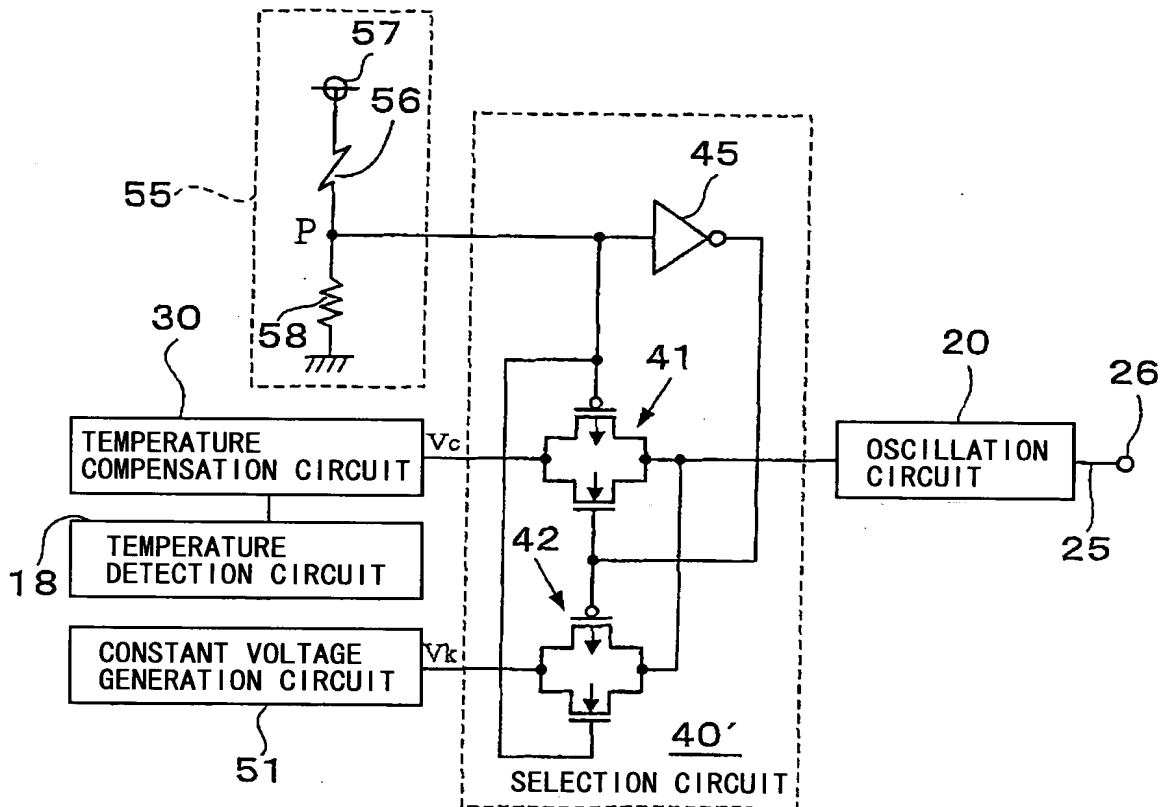 57
56
55
P
58
45
30
41
20
26
TEMPERATURE
COMPENSATION CIRCUIT
Vc
OSCILLATION
CIRCUIT
25
18
TEMPERATURE
DETECTION CIRCUIT
42
CONSTANT VOLTAGE
GENERATION CIRCUIT
Vk
51
40′
SELECTION CIRCUIT